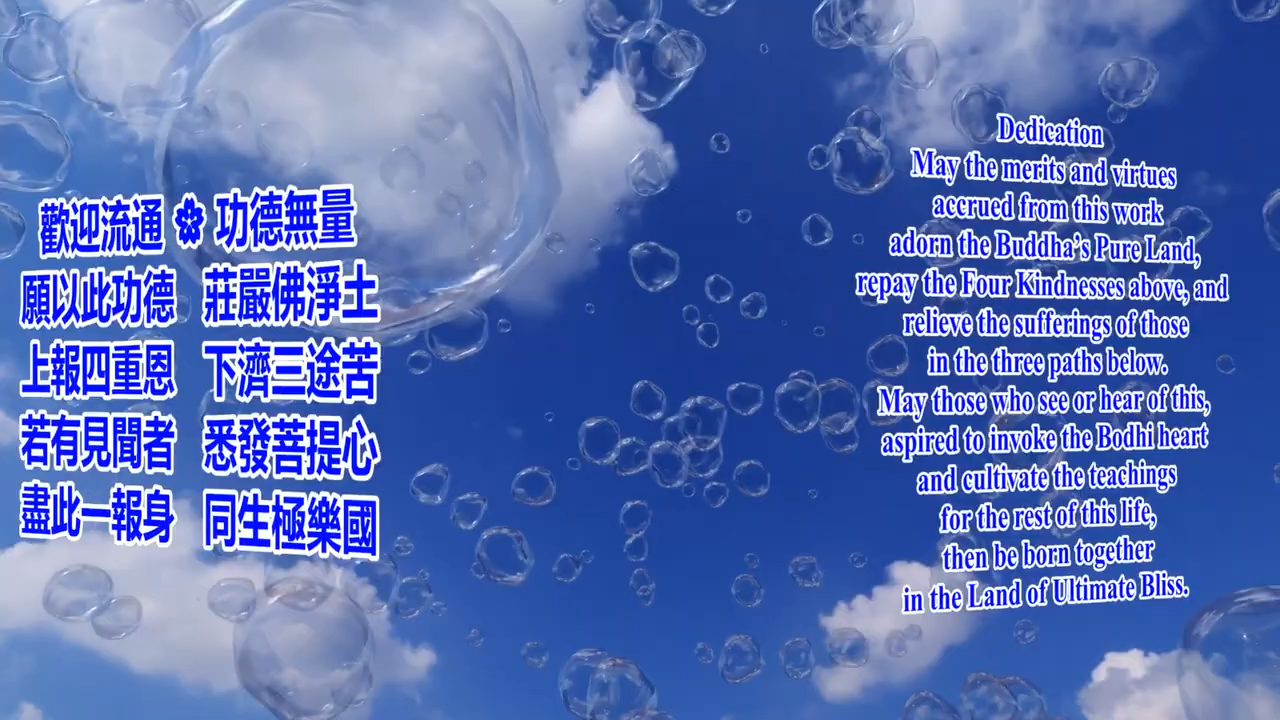 歡迎流通 ✿ 功德無量
願以此功德 莊嚴佛淨土
上報四重恩 下濟三途苦
若有見聞者 悉發菩提心
盡此一報身 同生極樂國
Dedication
May the merits and virtues
accrued from this work
adorn the Buddha’s Pure Land,
repay the Four Kindnesses above, and
relieve the sufferings of those
in the three paths below.
May those who see or hear of this,
aspired to invoke the Bodhi heart
and cultivate the teachings
for the rest of this life,
then be born together
in the Land of Ultimate Bliss.